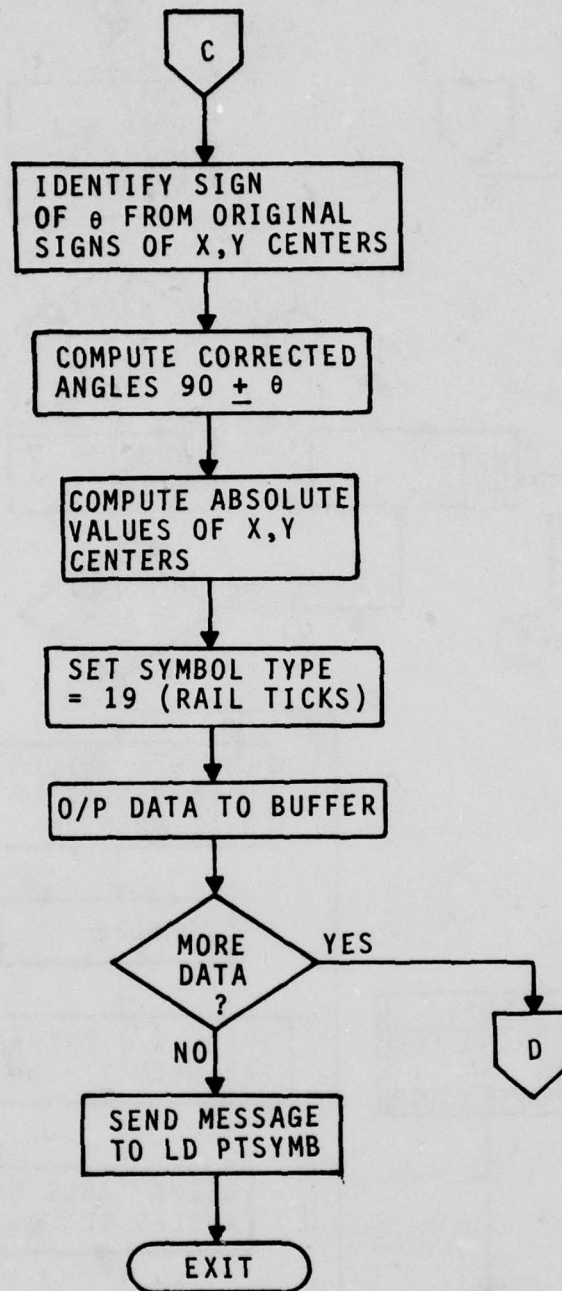 C
IDENTIFY SIGN
OF θ FROM ORIGINAL
SIGNS OF X,Y CENTERS
COMPUTE CORRECTED
ANGLES 90 ± θ
COMPUTE ABSOLUTE
VALUES OF X,Y
CENTERS
SET SYMBOL TYPE
= 19 (RAIL TICKS)
O/P DATA TO BUFFER
MORE
DATA
?
YES
D
NO
SEND MESSAGE
TO LD PTSYMB
EXIT